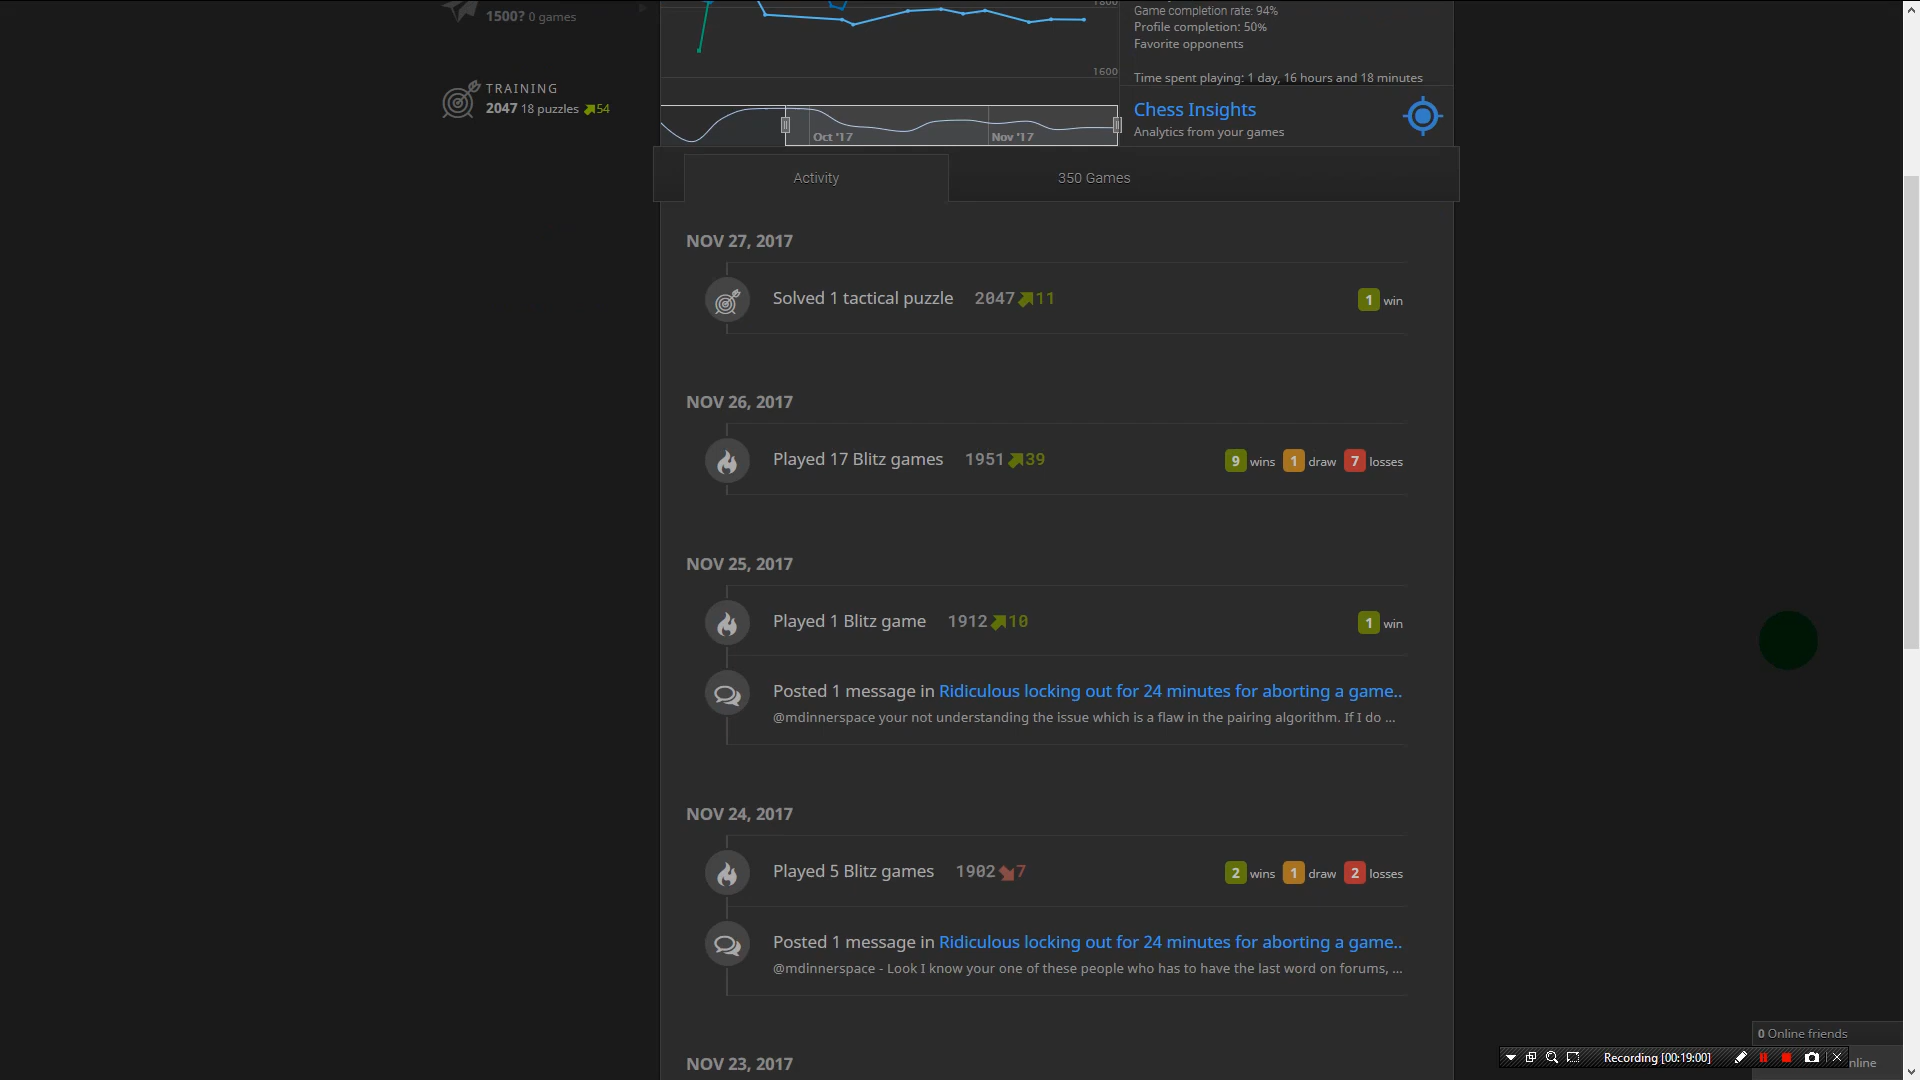 1500? 0 games
TRAINING
2047 18 puzzles 54
1800
1600
Oct '17
Nov '17
Game completion rate: 94%
Profile completion: 50%
Favorite opponents
Time spent playing: 1 day, 16 hours and 18 minutes
Chess Insights
Analytics from your games
Activity
350 Games
NOV 27, 2017
Solved 1 tactical puzzle 2047 11 1 win
NOV 26, 2017
Played 17 Blitz games 1951 39 9 wins 1 draw 7 losses
NOV 25, 2017
Played 1 Blitz game 1912 10 1 win
Posted 1 message in Ridiculous locking out for 24 minutes for aborting a game..
@mdinnerspace your not understanding the issue which is a flaw in the pairing algorithm. If I do ...
NOV 24, 2017
Played 5 Blitz games 1902 7 2 wins 1 draw 2 losses
Posted 1 message in Ridiculous locking out for 24 minutes for aborting a game..
@mdinnerspace - Look I know your one of these people who has to have the last word on forums, ...
NOV 23, 2017
0 Online friends
Recording [00:19:00]
nline